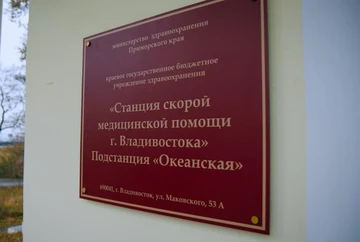 министерство здравоохранения
Приморского края
краевое государственное бюджетное
учреждение здравоохранения
«Станция скорой
медицинской помощи
г. Владивостока»
Подстанция «Океанская»
690041, г. Владивосток, ул. Маковского, 53 А